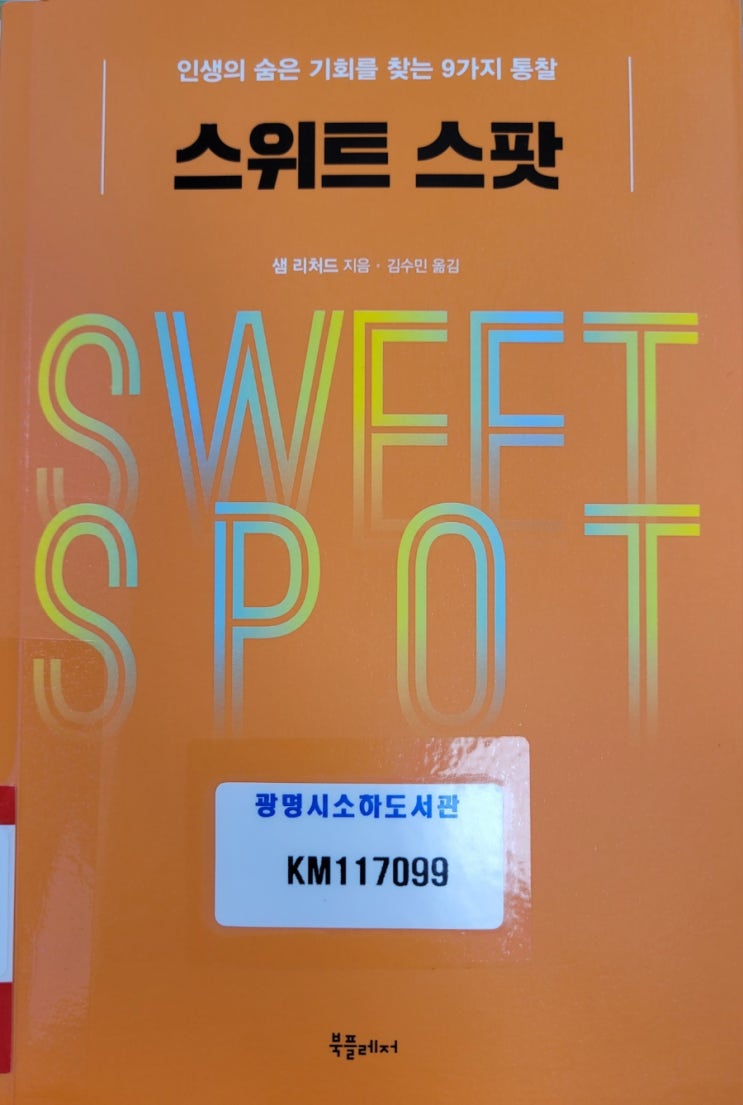 인생의 숨은 기회를 찾는 9가지 통찰
스위트 스팟
샘 리처드 지음 · 김수민 옮김
SWEET
SPOT
광명시소하도서관
KM117099
북플레저